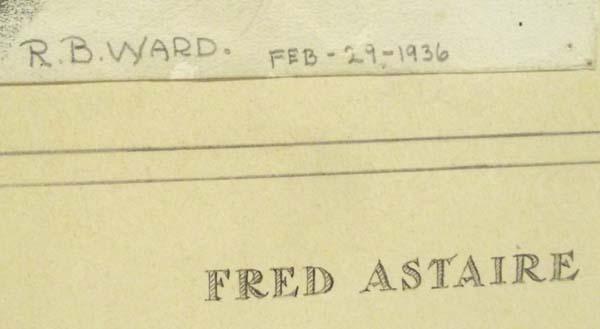 R.B. WARD. FEB-29-1936
FRED ASTAIRE